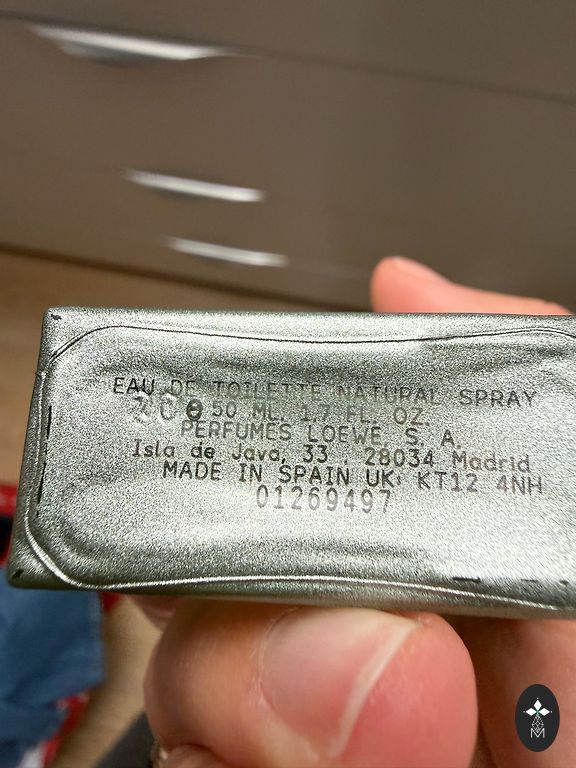 EAU DE TOILETTE NATURAL SPRAY
℮ 50 ML. 1.7 FL. OZ.
PERFUMES LOEWE, S. A.
Isla de Java, 33 . 28034 Madrid
MADE IN SPAIN UK: KT12 4NH
01269497
M